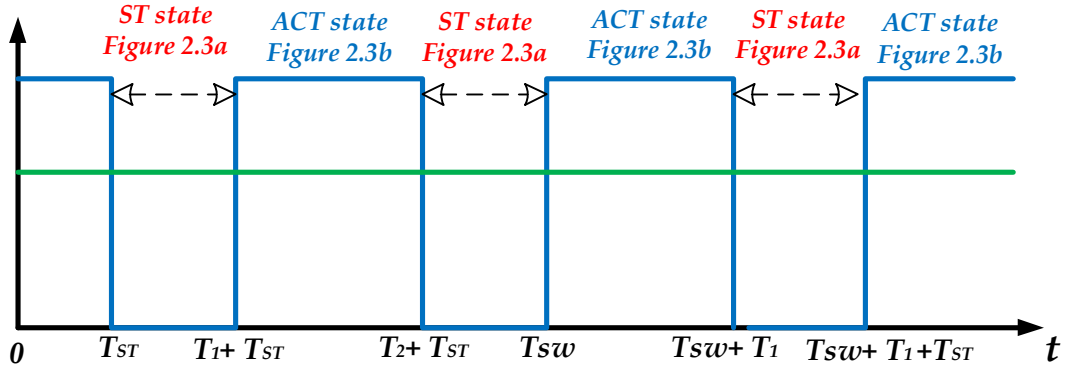 ST state
Figure 2.3a
ACT state
Figure 2.3b
ST state
Figure 2.3a
ACT state
Figure 2.3b
ST state
Figure 2.3a
ACT state
Figure 2.3b
0
TST
T1+ TST
T2+ TST
Tsw
Tsw+ T1
Tsw+ T1+TST
t